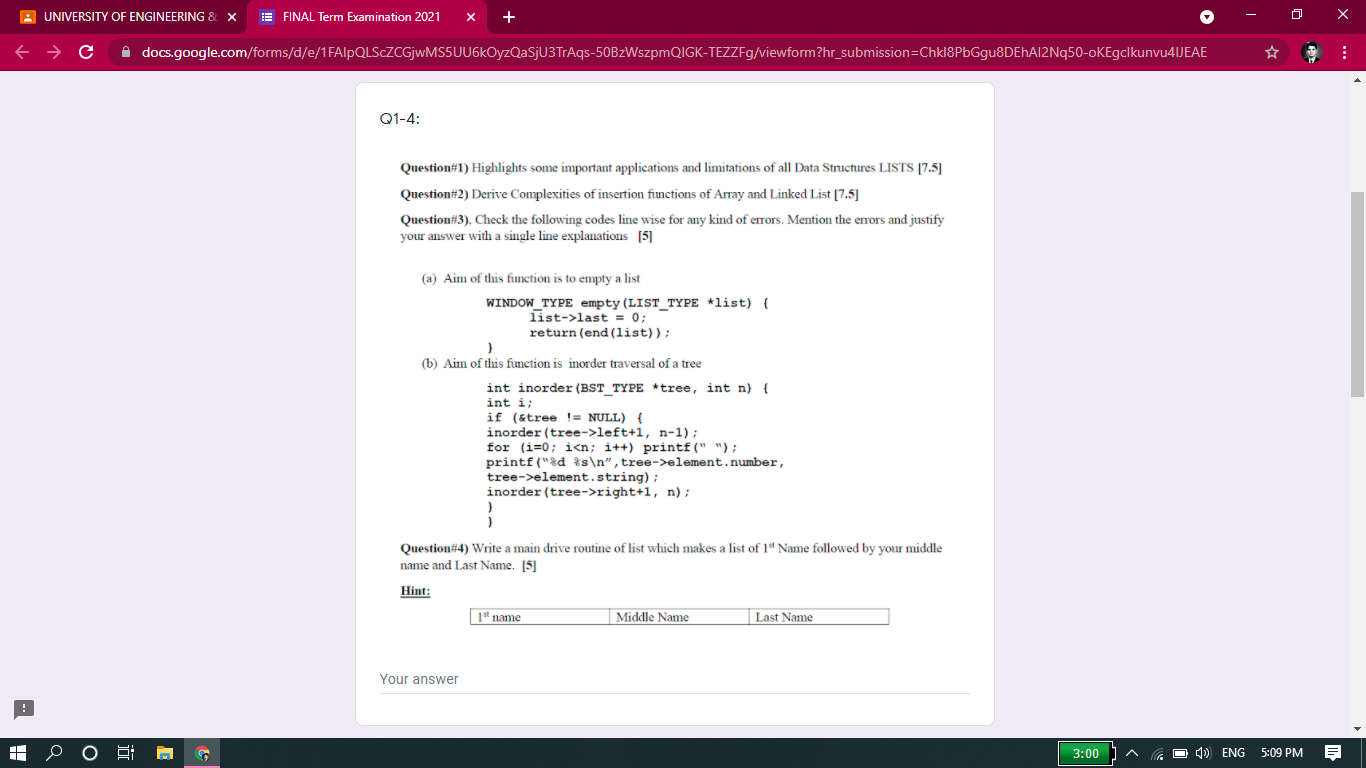 UNIVERSITY OF ENGINEERING &
FINAL Term Examination 2021
docs.google.com/forms/d/e/1FAIpQLScZCGjwMS5UU6kOyzQaSjU3TrAqs-50BzWszpmQIGK-TEZZFg/viewform?hr_submission=ChkI8PbGgu8DEhAI2Nq50-oKEgclkunvu4IJEAE
Q1-4:
Question#1) Highlights some important applications and limitations of all Data Structures LISTS [7.5]
Question#2) Derive Complexities of insertion functions of Array and Linked List [7.5]
Question#3), Check the following codes line wise for any kind of errors. Mention the errors and justify
your answer with a single line explanations [5]
(a) Aim of this function is to empty a list
WINDOW_TYPE empty(LIST_TYPE *list) {
list->last = 0;
return(end(list));
}
(b) Aim of this function is inorder traversal of a tree
int inorder(BST_TYPE *tree, int n) {
int i;
if (&tree != NULL) {
inorder(tree->left+1, n-1);
for (i=0; i<n; i++) printf(" ");
printf("%d %s\n",tree->element.number,
tree->element.string);
inorder(tree->right+1, n);
}
}
Question#4) Write a main drive routine of list which makes a list of 1st Name followed by your middle
name and Last Name. [5]
Hint:
1st name Middle Name Last Name
Your answer
3:00 ENG 5:09 PM